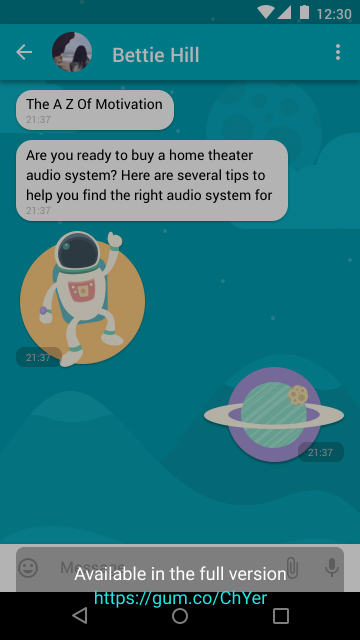 12:30
Bettie Hill
The A Z Of Motivation
21:37
Are you ready to buy a home theater
audio system? Here are several tips to
help you find the right audio system for
21:37
21:37
21:37
Message
Available in the full version
https://gum.co/ChYer